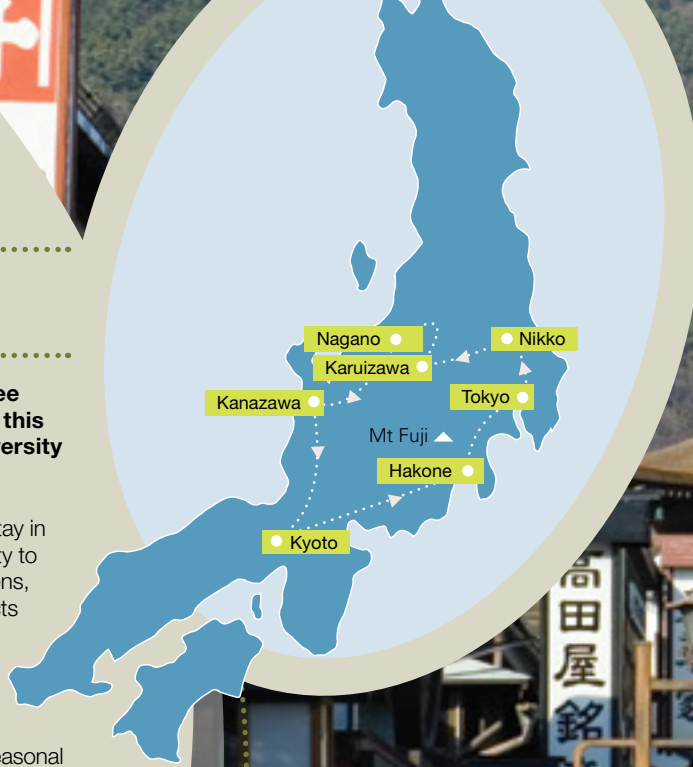 Nagano
Nikko
Karuizawa
Kanazawa
Tokyo
Mt Fuji
Hakone
Kyoto
ee
this
ersity
tay in
ty to
ns,
ts
easonal
高田屋銘